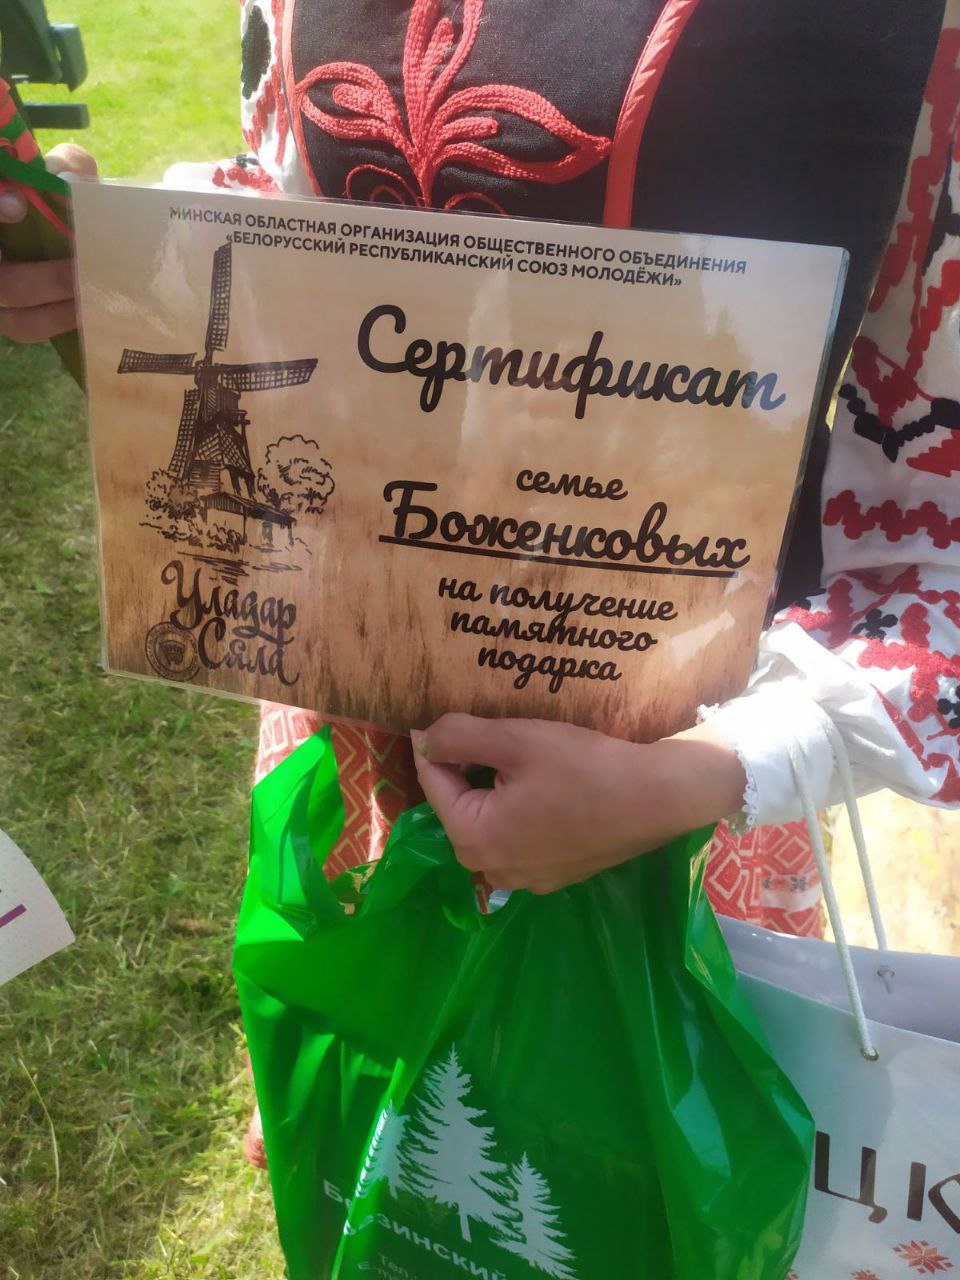 МИНСКАЯ ОБЛАСТНАЯ ОРГАНИЗАЦИЯ ОБЩЕСТВЕННОГО ОБЪЕДИНЕНИЯ
«БЕЛОРУССКИЙ РЕСПУБЛИКАНСКИЙ СОЮЗ МОЛОДЁЖИ»
Сертификат
семье
Боженковых
на получение
памятного
подарка
Уладар
Сяла